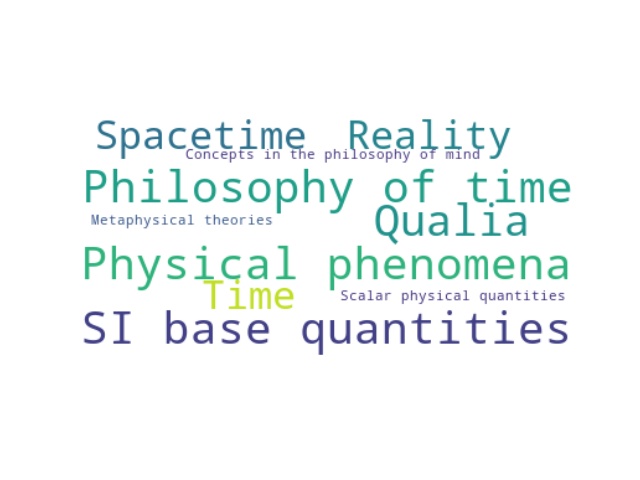 Spacetime Reality
Concepts in the philosophy of mind
Philosophy of time
Metaphysical theories Qualia
Physical phenomena
Time Scalar physical quantities
SI base quantities